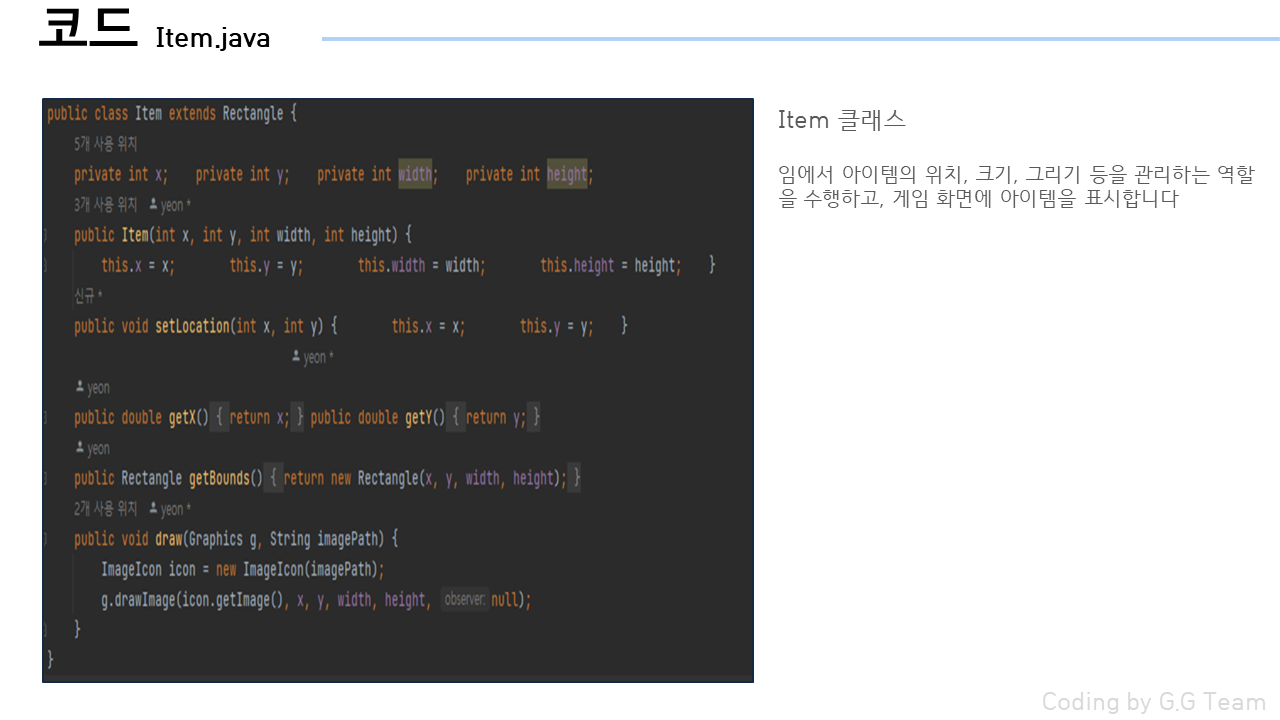 코드 Item.java
public class Item extends Rectangle {
5개 사용 위치
private int x; private int y; private int width; private int height;
3개 사용 위치 yeon *
public Item(int x, int y, int width, int height) {
this.x = x; this.y = y; this.width = width; this.height = height; }
신규 *
public void setLocation(int x, int y) { this.x = x; this.y = y; }
yeon *
yeon
public double getX() { return x; } public double getY() { return y; }
yeon
public Rectangle getBounds() { return new Rectangle(x, y, width, height); }
2개 사용 위치 yeon *
public void draw(Graphics g, String imagePath) {
ImageIcon icon = new ImageIcon(imagePath);
g.drawImage(icon.getImage(), x, y, width, height, observer: null);
}
}
Item 클래스
임에서 아이템의 위치, 크기, 그리기 등을 관리하는 역할
을 수행하고, 게임 화면에 아이템을 표시합니다
Coding by G.G Team